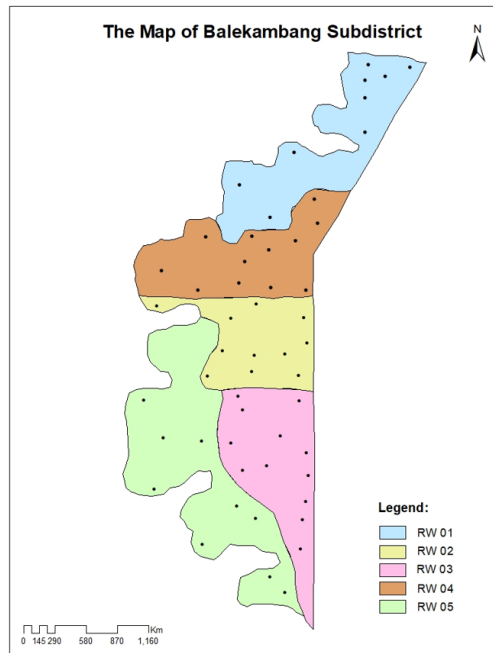 The Map of Balekambang Subdistrict
N
Legend:
RW 01
RW 02
RW 03
RW 04
RW 05
Km
0 145 290 580 870 1,160